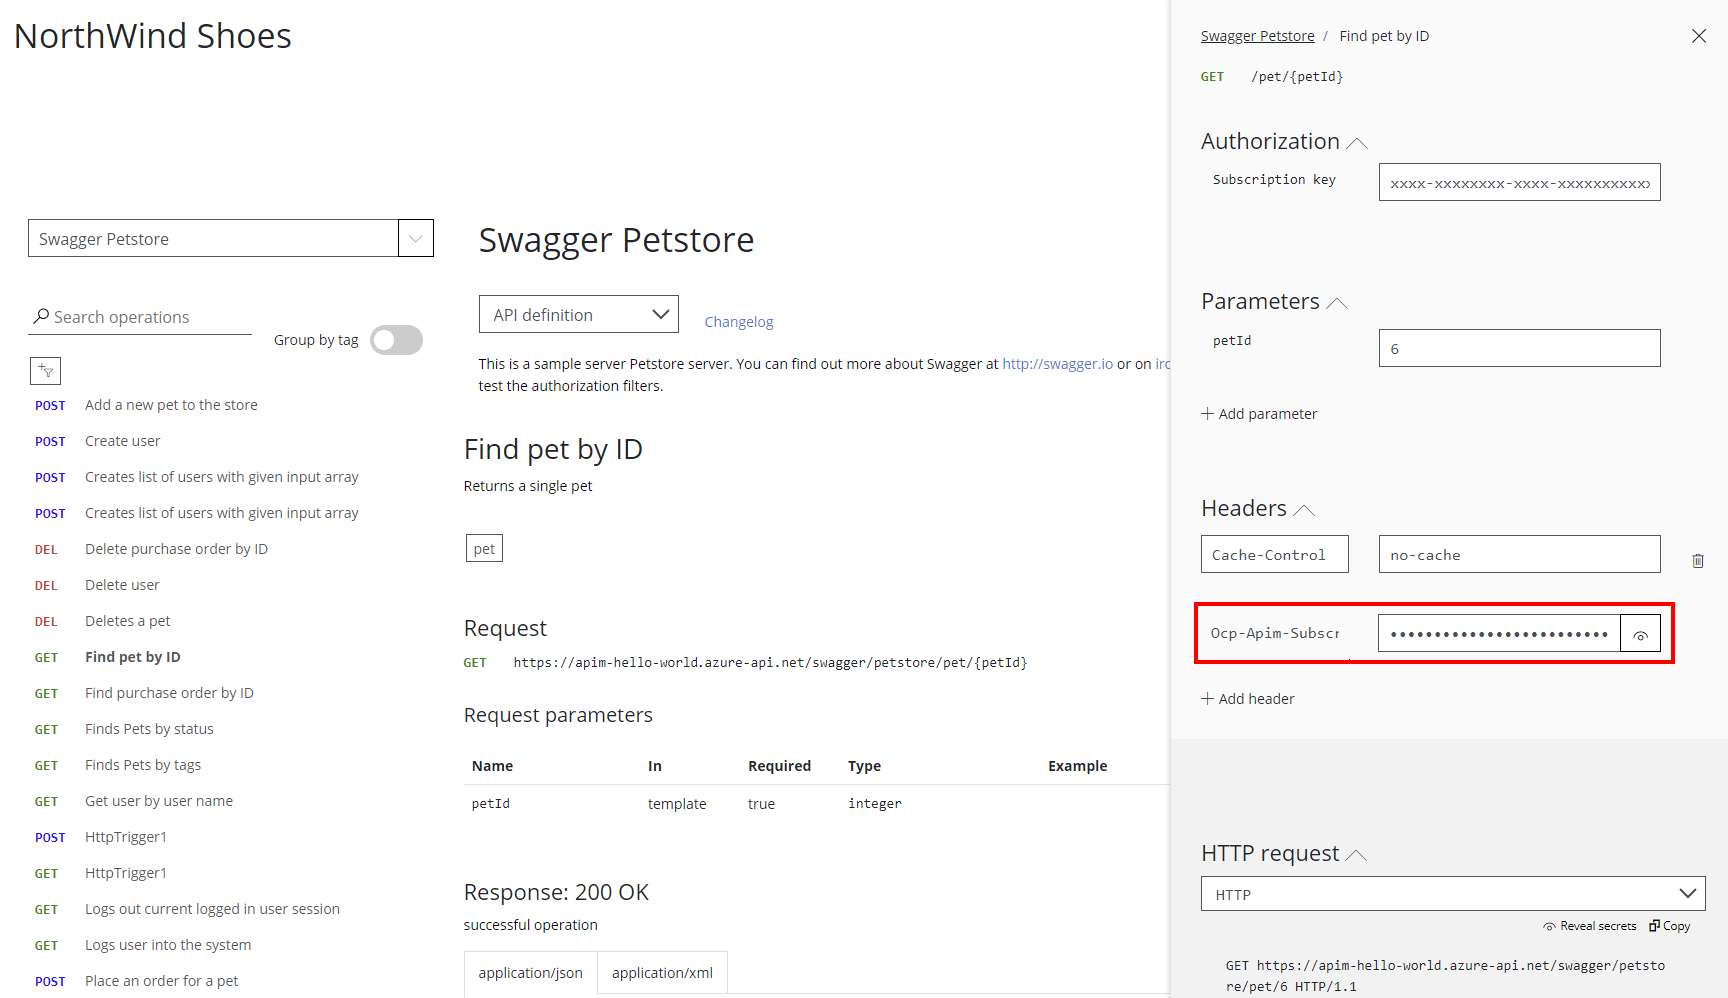 NorthWind Shoes
Swagger Petstore
Search operations
Group by tag
POST Add a new pet to the store
POST Create user
POST Creates list of users with given input array
POST Creates list of users with given input array
DEL Delete purchase order by ID
DEL Delete user
DEL Deletes a pet
GET Find pet by ID
GET Find purchase order by ID
GET Finds Pets by status
GET Finds Pets by tags
GET Get user by user name
POST HttpTrigger1
GET HttpTrigger1
GET Logs out current logged in user session
GET Logs user into the system
POST Place an order for a pet
Swagger Petstore
API definition
Changelog
This is a sample server Petstore server. You can find out more about Swagger at http://swagger.io or on irc
test the authorization filters.
Find pet by ID
Returns a single pet
pet
Request
GET https://apim-hello-world.azure-api.net/swagger/petstore/pet/{petId}
Request parameters
Name In Required Type Example
petId template true integer
Response: 200 OK
successful operation
application/json application/xml
Swagger Petstore / Find pet by ID
GET /pet/{petId}
Authorization
Subscription key xxxx-xxxxxxxx-xxxx-xxxxxxxxxxx
Parameters
petId 6
+ Add parameter
Headers
Cache-Control no-cache
Ocp-Apim-Subscr •••••••••••••••••••••••••
+ Add header
HTTP request
HTTP
Reveal secrets Copy
GET https://apim-hello-world.azure-api.net/swagger/petsto
re/pet/6 HTTP/1.1